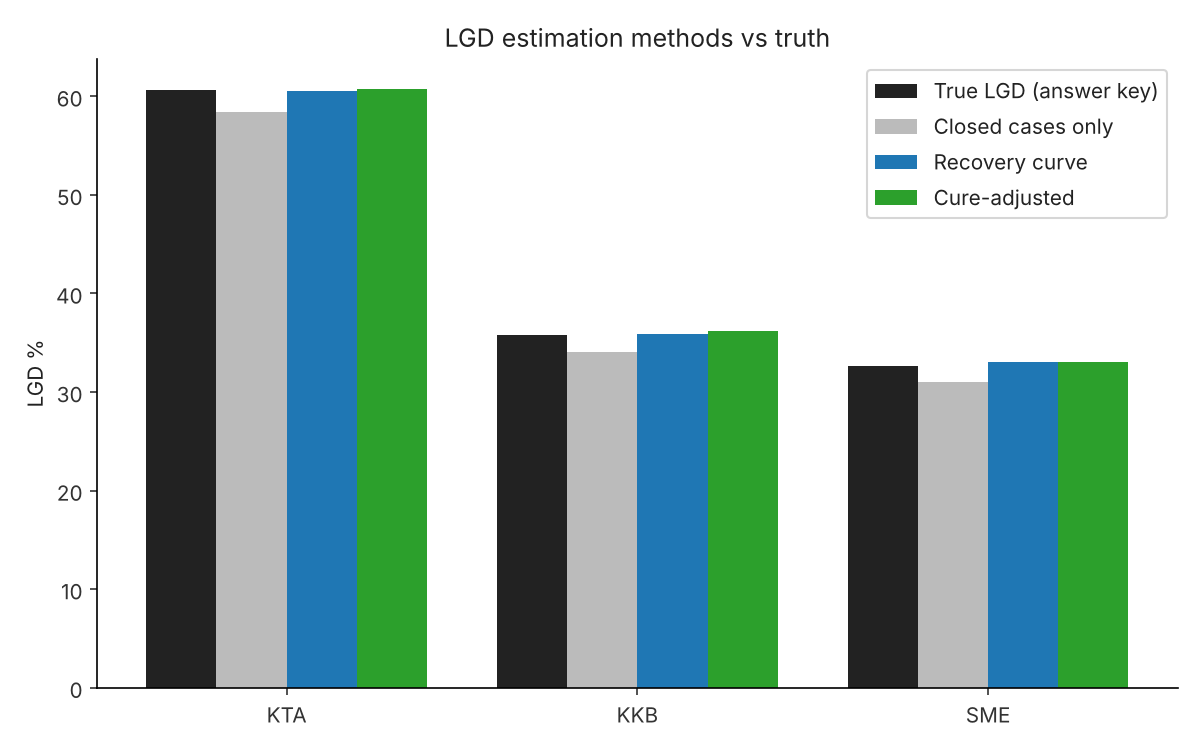 LGD estimation methods vs truth
True LGD (answer key)
Closed cases only
Recovery curve
Cure-adjusted
LGD %
60
50
40
30
20
10
0
KTA
KKB
SME